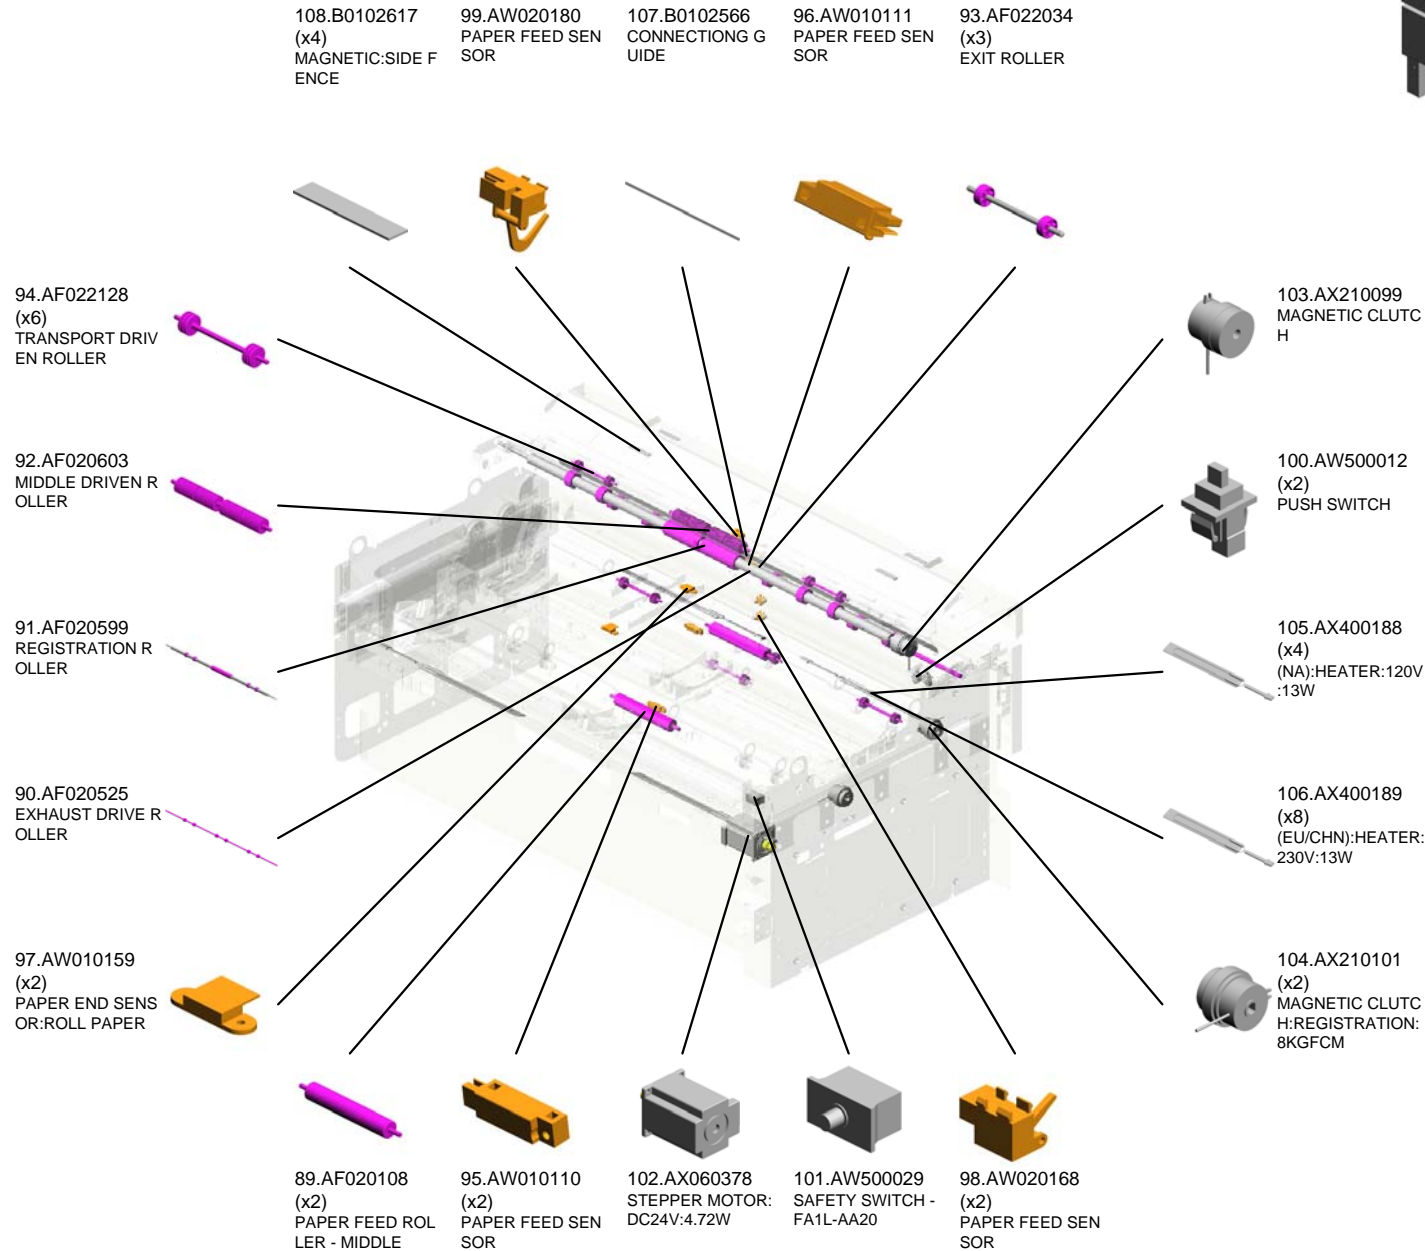 108.B0102617
(x4)
MAGNETIC:SIDE F
ENCE
99.AW020180
PAPER FEED SEN
SOR
107.B0102566
CONNECTIONG G
UIDE
96.AW010111
PAPER FEED SEN
SOR
93.AF022034
(x3)
EXIT ROLLER
94.AF022128
(x6)
TRANSPORT DRIV
EN ROLLER
103.AX210099
MAGNETIC CLUTC
H
92.AF020603
MIDDLE DRIVEN R
OLLER
100.AW500012
(x2)
PUSH SWITCH
91.AF020599
REGISTRATION R
OLLER
105.AX400188
(x4)
(NA):HEATER:120V
:13W
90.AF020525
EXHAUST DRIVE R
OLLER
106.AX400189
(x8)
(EU/CHN):HEATER:
230V:13W
97.AW010159
(x2)
PAPER END SENS
OR:ROLL PAPER
104.AX210101
(x2)
MAGNETIC CLUTC
H:REGISTRATION:
8KGFCM
89.AF020108
(x2)
PAPER FEED ROL
LER - MIDDLE
95.AW010110
(x2)
PAPER FEED SEN
SOR
102.AX060378
STEPPER MOTOR:
DC24V:4.72W
101.AW500029
SAFETY SWITCH -
FA1L-AA20
98.AW020168
(x2)
PAPER FEED SEN
SOR